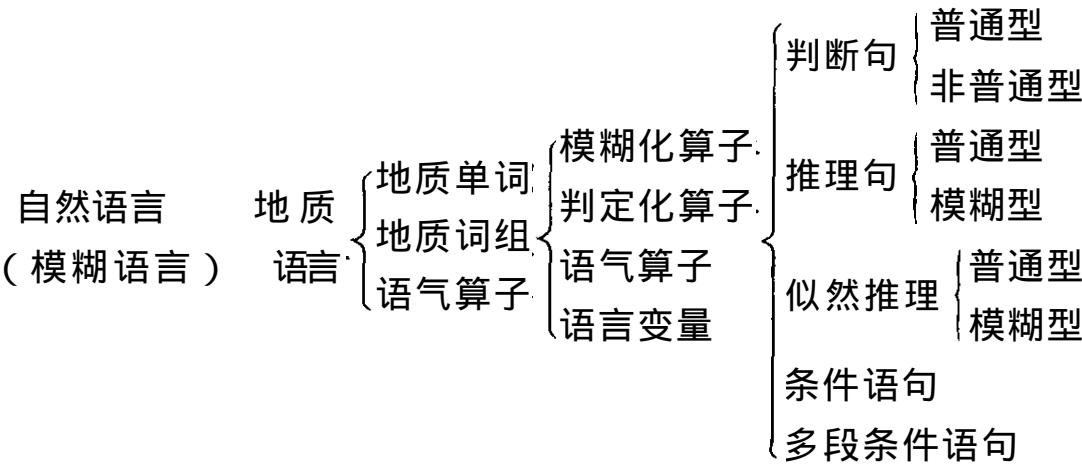 自然语言
(模糊语言)
地质
语言
地质单词
地质词组
语气算子
模糊化算子
判定化算子
语气算子
语言变量
判断句
普通型
非普通型
推理句
普通型
模糊型
似然推理
普通型
模糊型
条件语句
多段条件语句